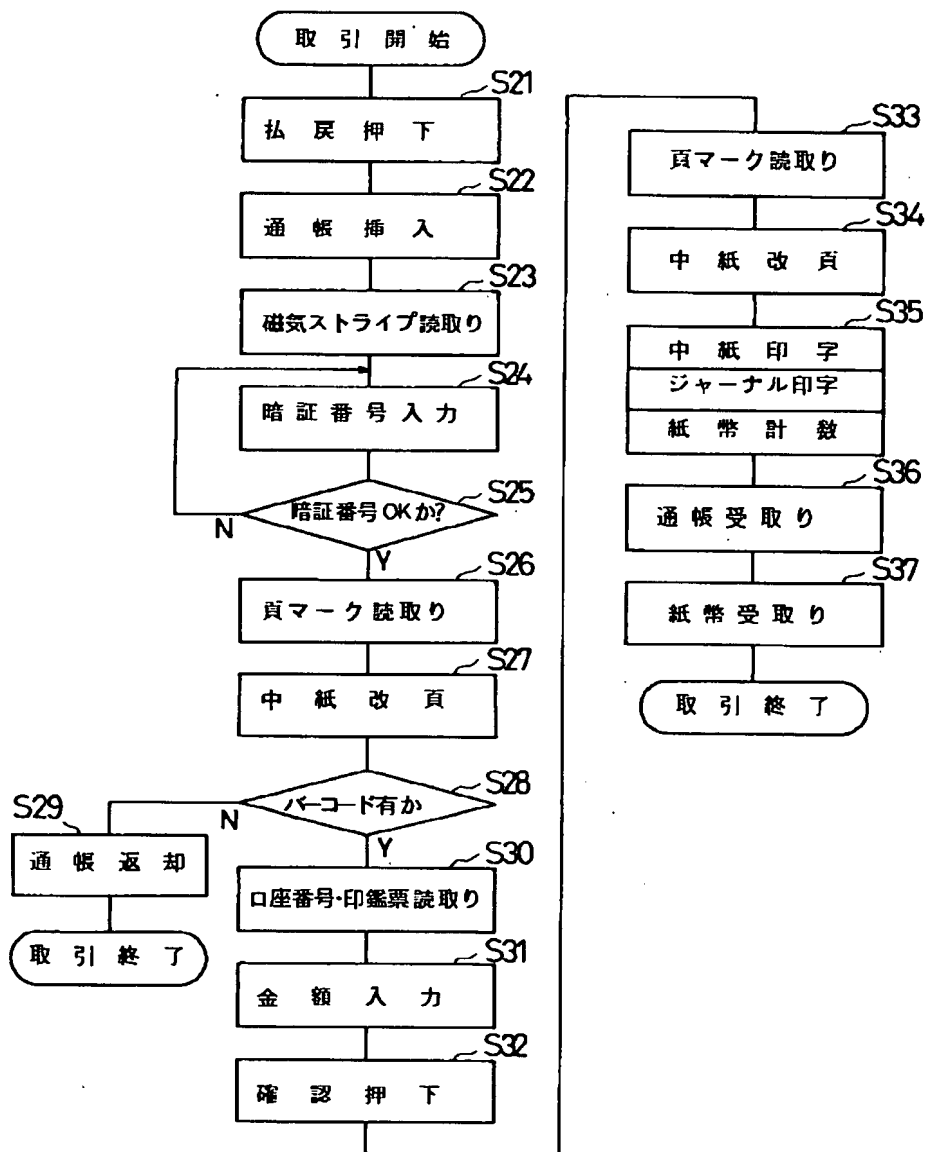 取引開始
S21
払戻押下
S22
通帳挿入
S23
磁気ストライプ読取り
S24
暗証番号入力
S25
暗証番号OKか?
N
Y
S26
頁マーク読取り
S27
中紙改頁
S28
バーコード有か
N
Y
S29
通帳返却
取引終了
S30
口座番号・印鑑票読取り
S31
金額入力
S32
確認押下
S33
頁マーク読取り
S34
中紙改頁
S35
中紙印字
ジャーナル印字
紙幣計数
S36
通帳受取り
S37
紙幣受取り
取引終了